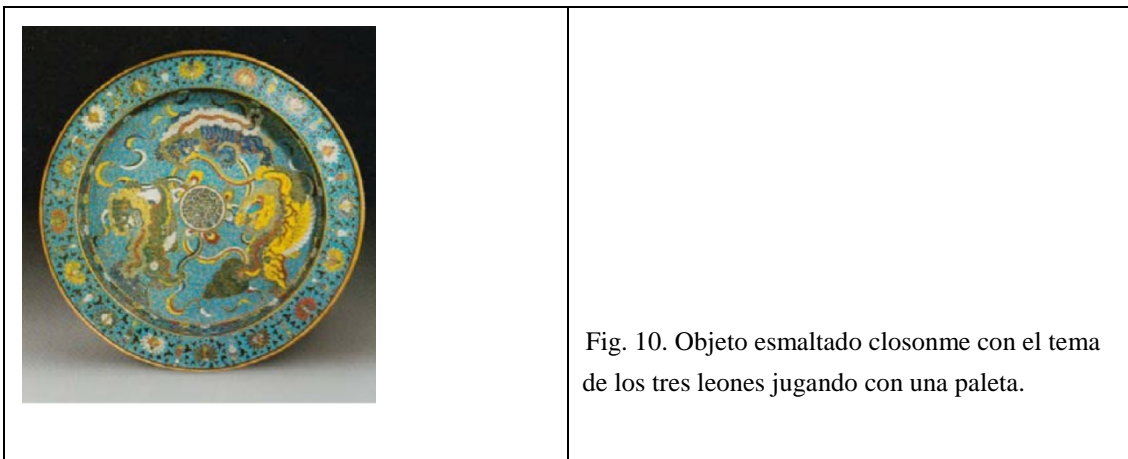 Fig. 10. Objeto esmaltado closonme con el tema
de los tres leones jugando con una paleta.